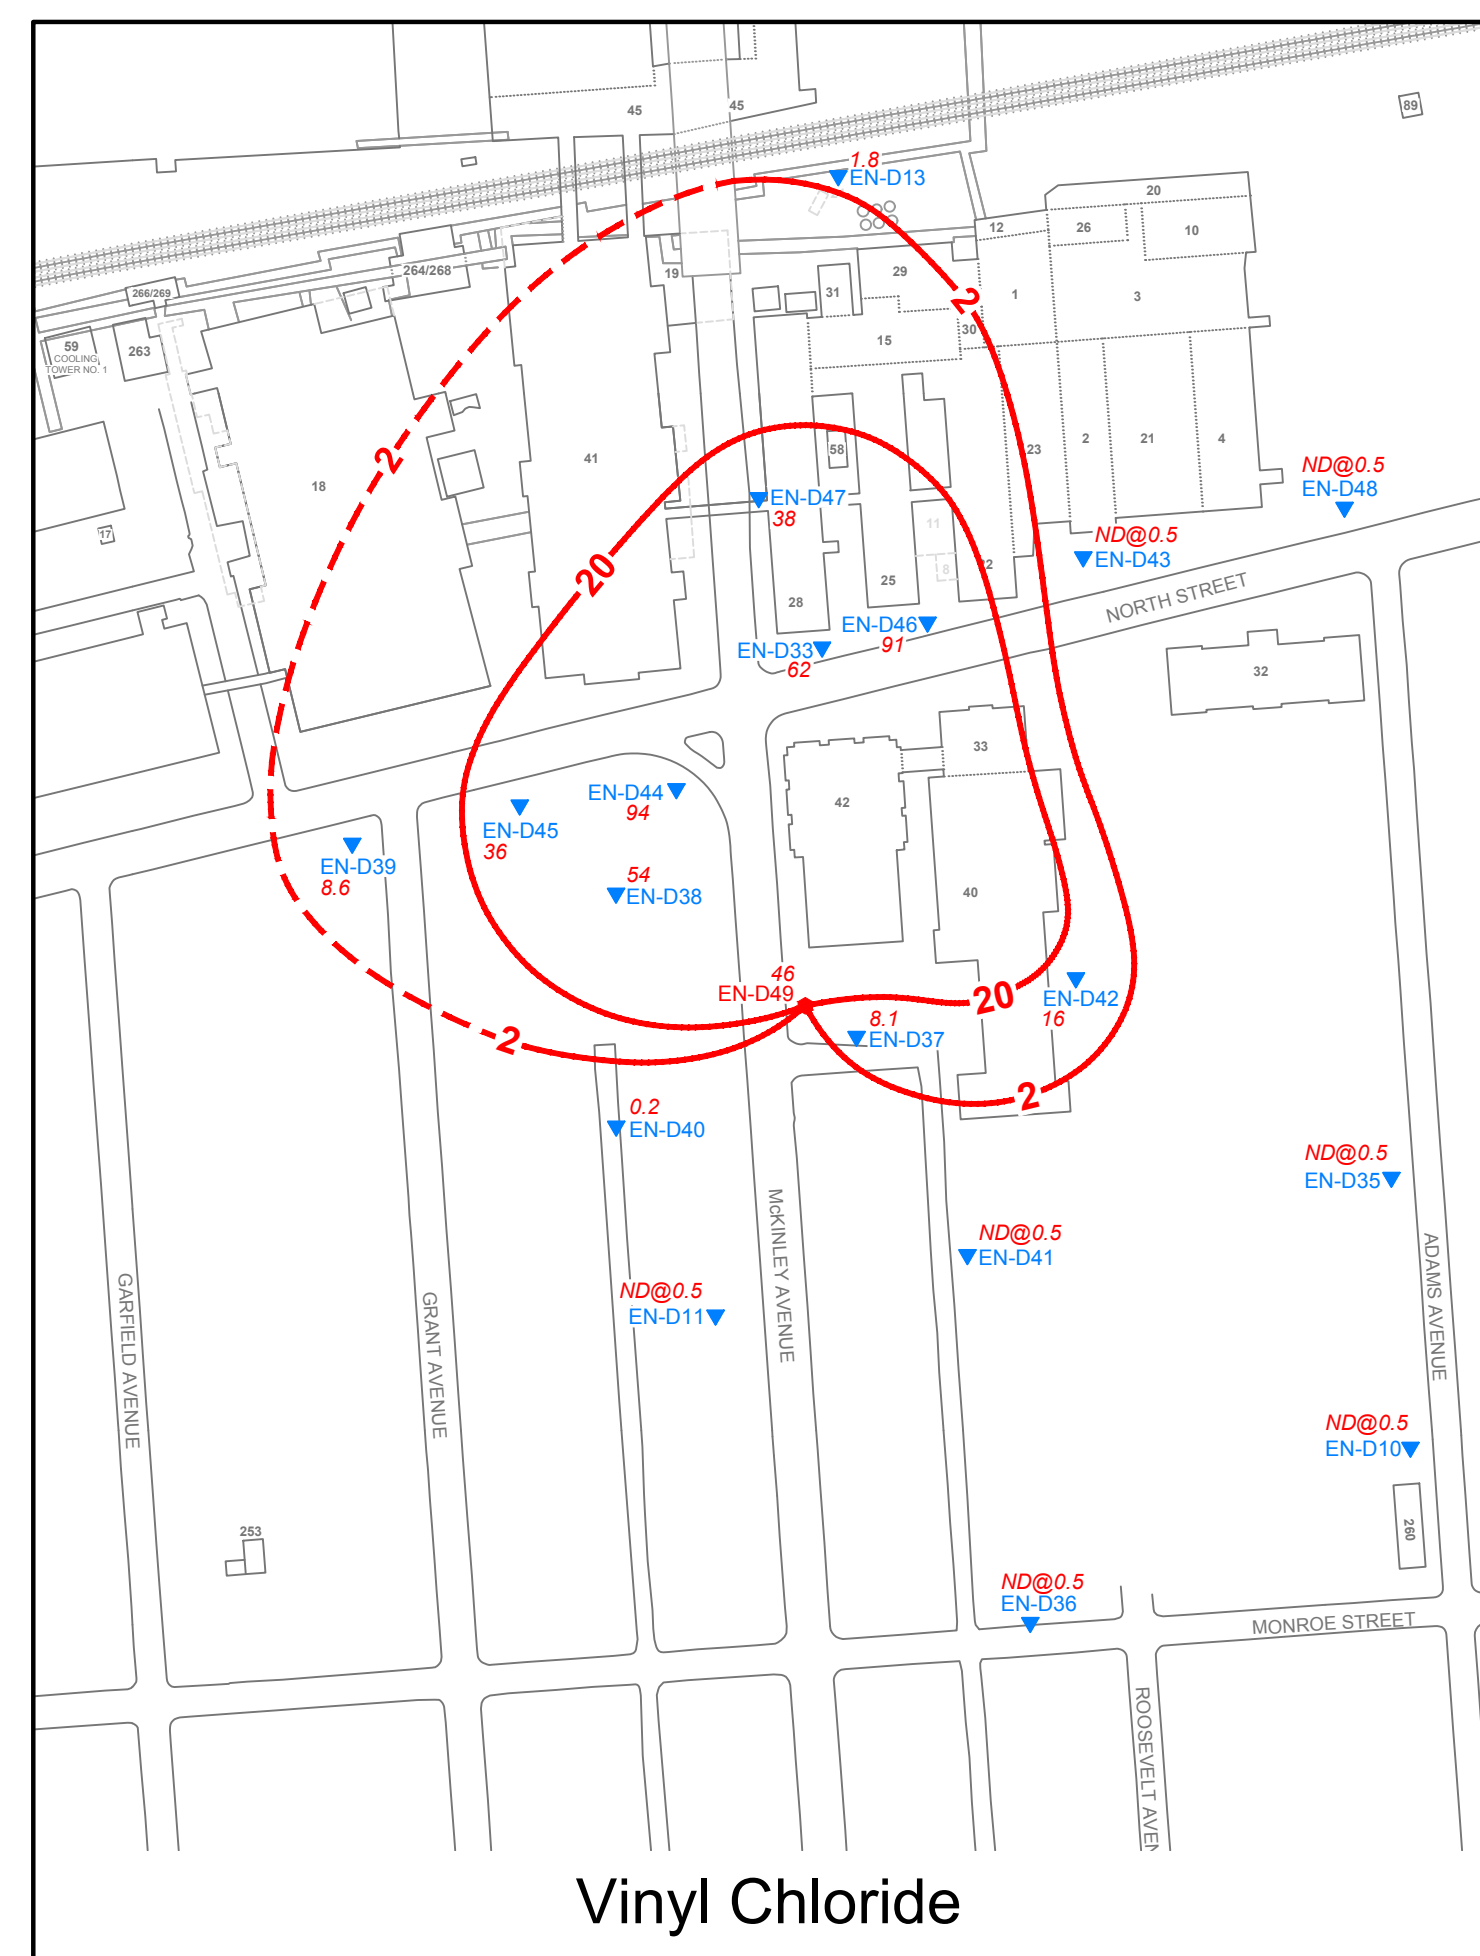 45
45
89
1.8
EN-D13
20
12
26
10
19
29
264/268
266/269
31
1
3
2
59
COOLING
TOWER NO. 1
263
15
30
2
18
41
58
23
2
21
4
ND@0.5
EN-D48
EN-D47
38
17
11
ND@0.5
EN-D43
20
8
22
25
28
NORTH STREET
EN-D46
91
EN-D33
62
32
33
EN-D44
94
42
EN-D45
36
EN-D39
8.6
54
EN-D38
40
46
EN-D49
20
EN-D42
16
8.1
EN-D37
2
2
0.2
EN-D40
ND@0.5
EN-D35
McKINLEY AVENUE
ND@0.5
EN-D41
ADAMS AVENUE
GARFIELD AVENUE
GRANT AVENUE
ND@0.5
EN-D11
ND@0.5
EN-D10
253
260
ND@0.5
EN-D36
MONROE STREET
ROOSEVELT AVEN
Vinyl Chloride